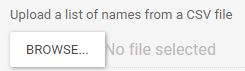 Upload a list of names from a CSV file
BROWSE... No file selected